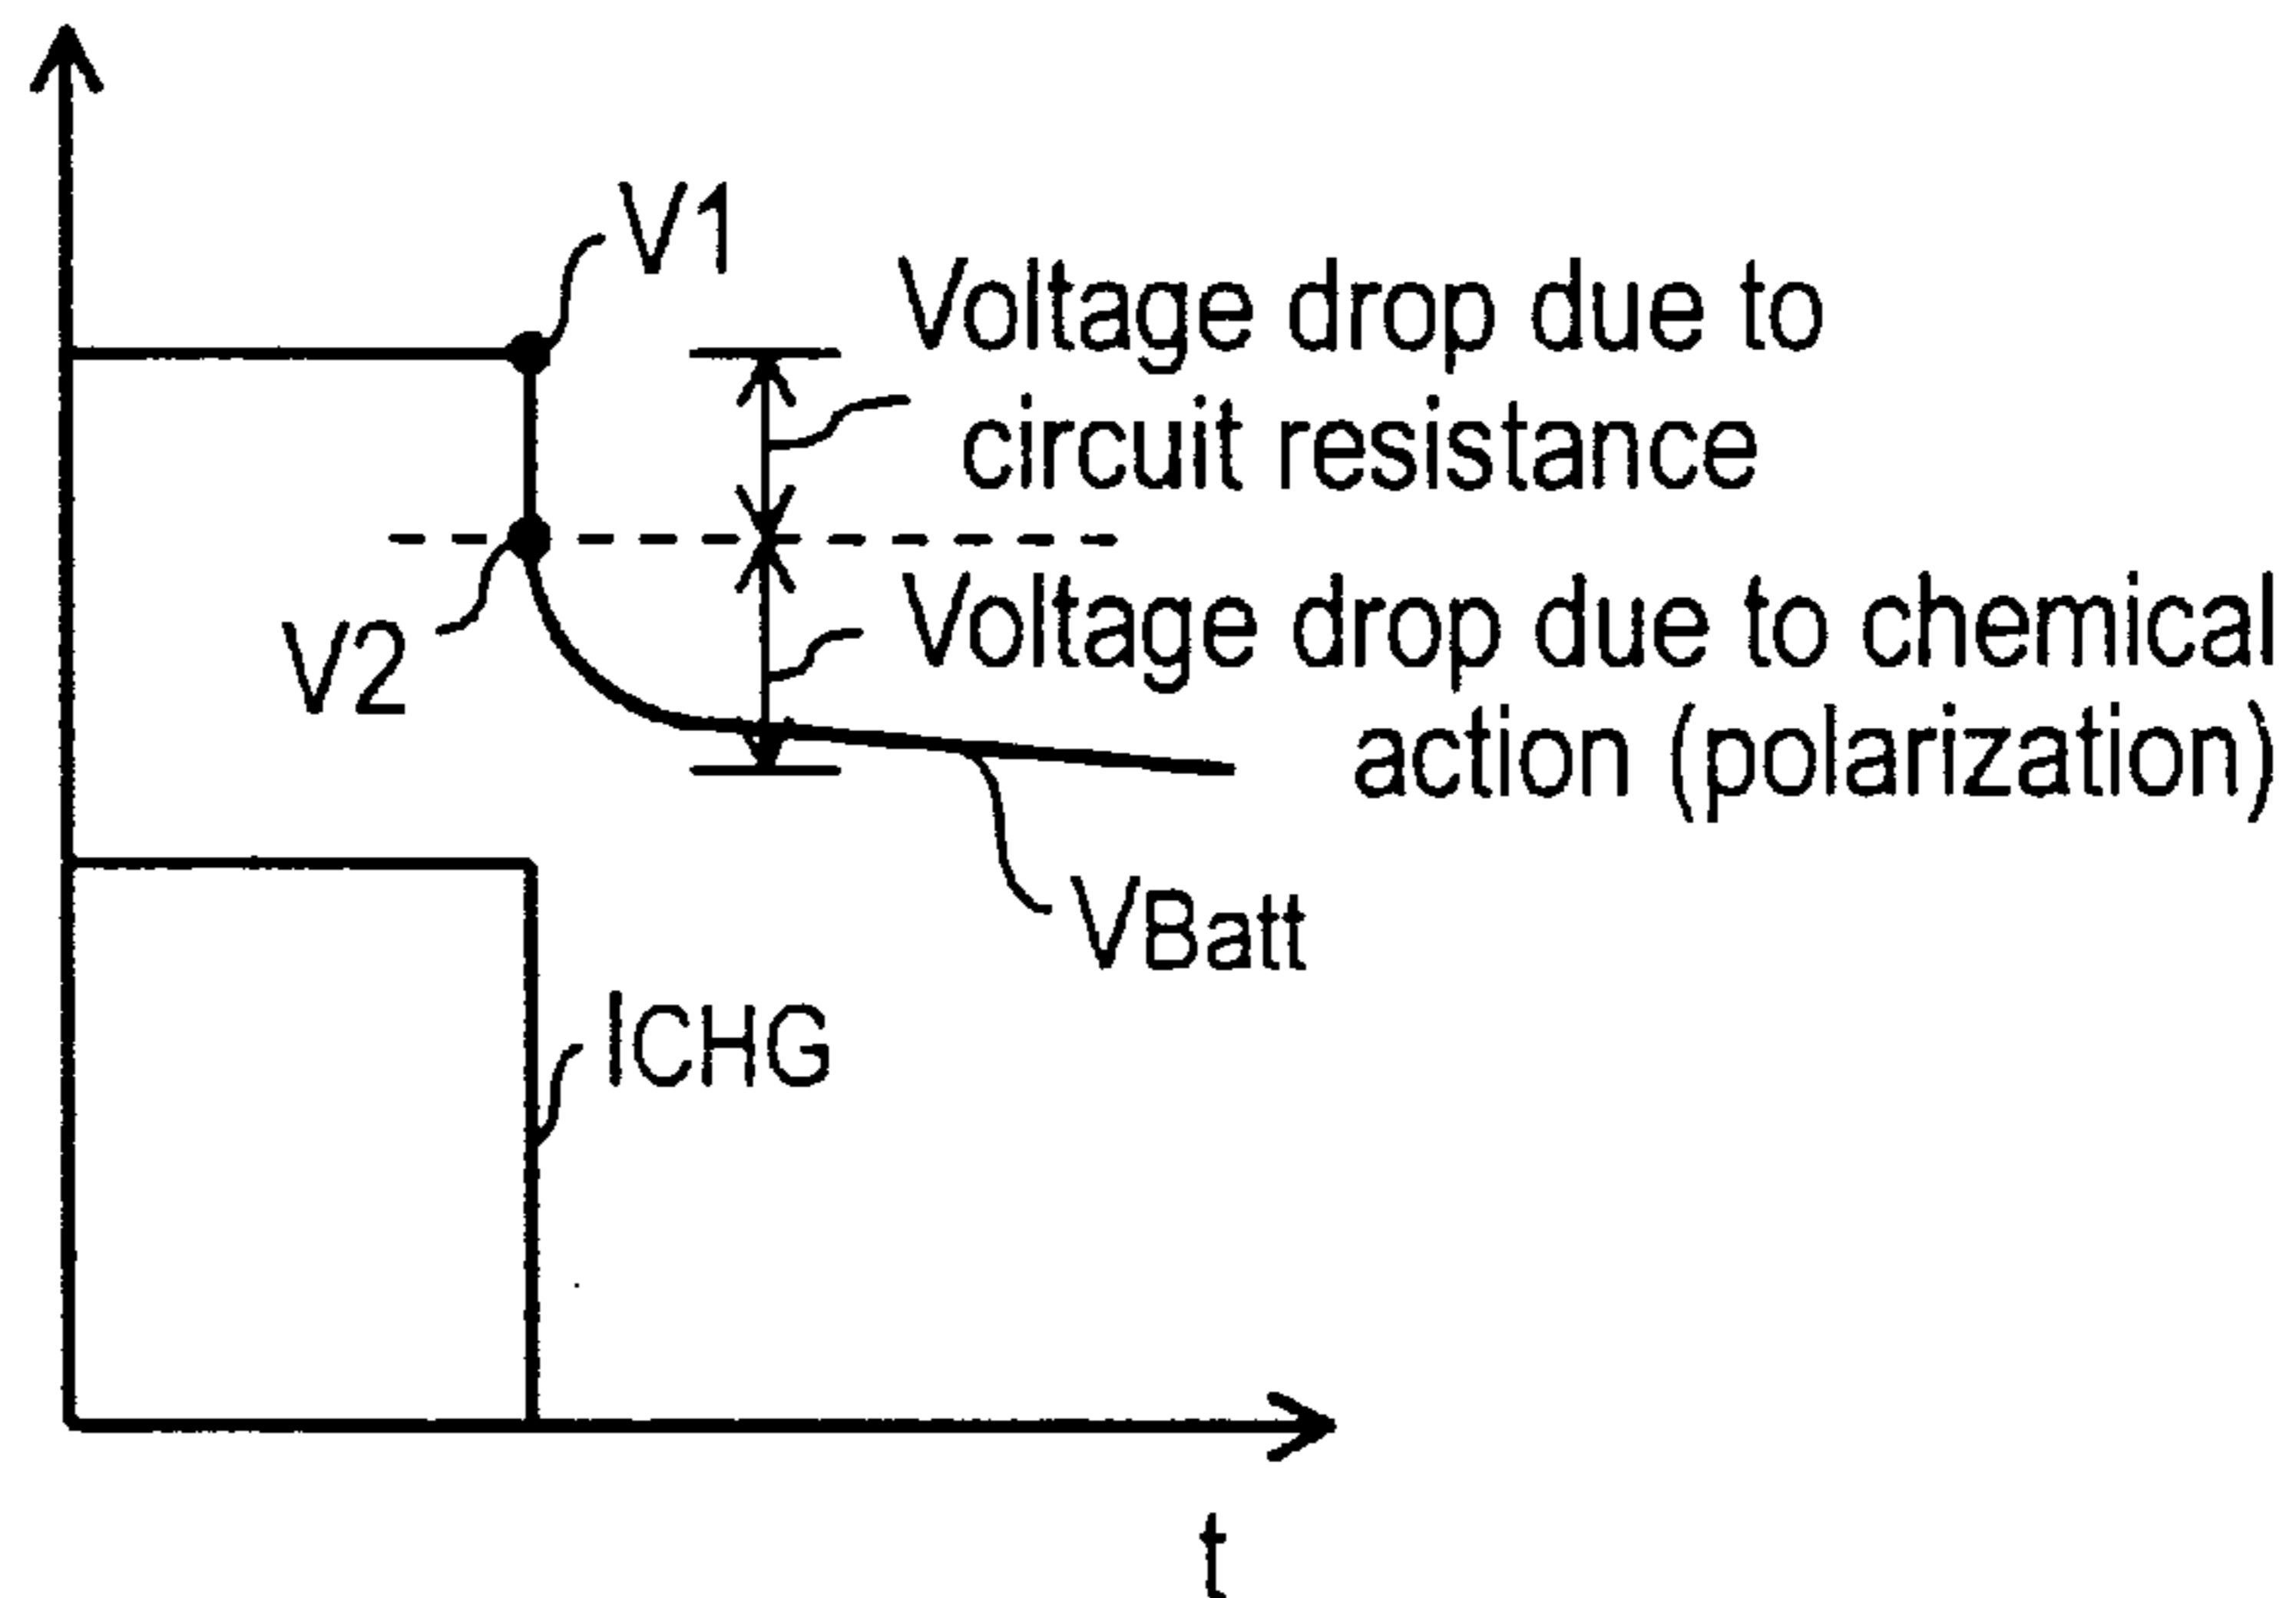 V1
Voltage drop due to
circuit resistance
V2
Voltage drop due to chemical
action (polarization)
VBatt
ICHG
t